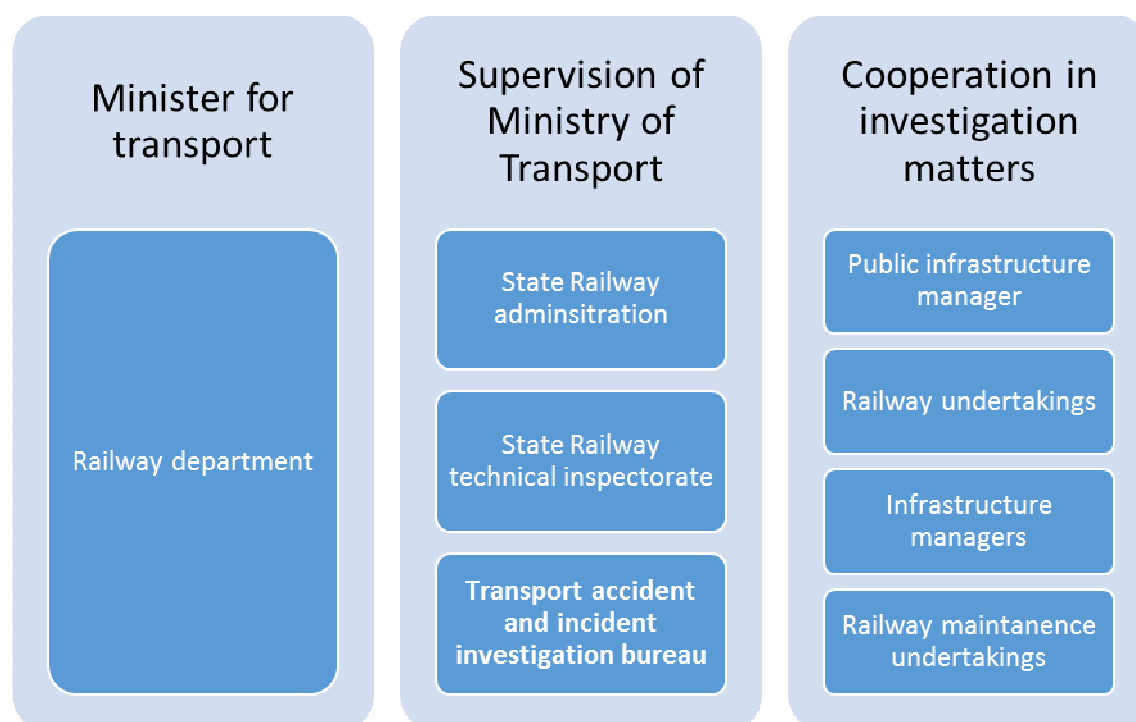 Minister for
transport
Railway department
Supervision of
Ministry of
Transport
State Railway
adminsitration
State Railway
technical inspectorate
Transport accident
and incident
investigation bureau
Cooperation in
investigation
matters
Public infrastructure
manager
Railway undertakings
Infrastructure
managers
Railway maintanence
undertakings